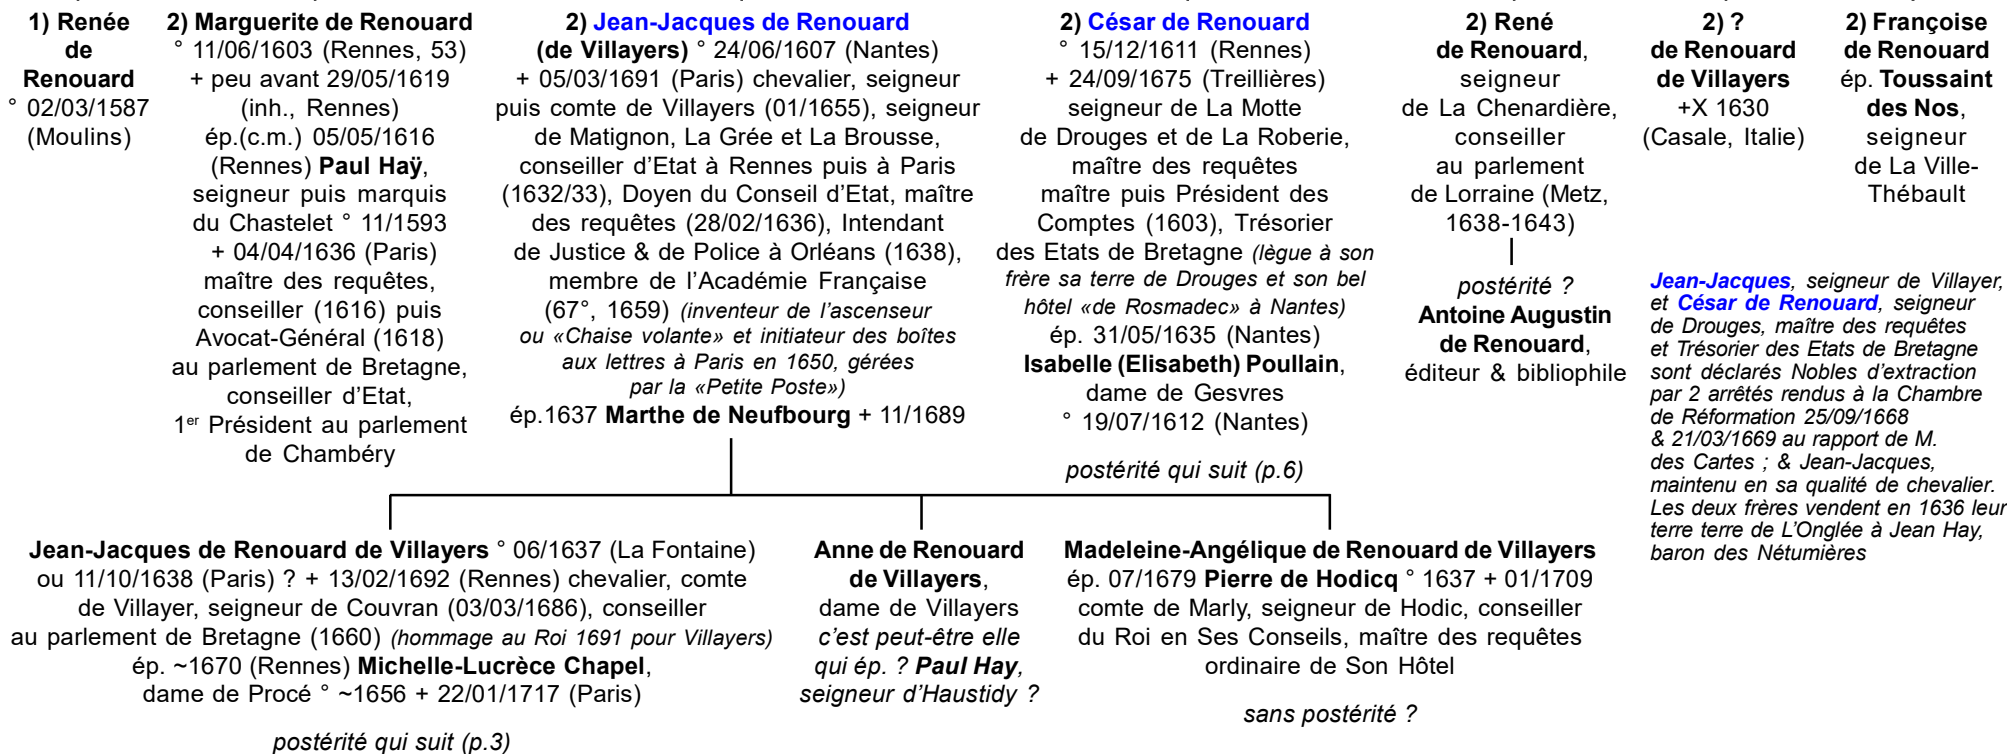 1) Renée
de
Renouard
° 02/03/1587
(Moulins)
2) Marguerite de Renouard
° 11/06/1603 (Rennes, 53)
+ peu avant 29/05/1619
(inh., Rennes)
ép.(c.m.) 05/05/1616
(Rennes) Paul Haÿ,
seigneur puis marquis
du Chastelet ° 11/1593
+ 04/04/1636 (Paris)
maître des requêtes,
conseiller (1616) puis
Avocat-Général (1618)
au parlement de Bretagne,
conseiller d’Etat,
1er Président au parlement
de Chambéry
2) Jean-Jacques de Renouard
(de Villayers) ° 24/06/1607 (Nantes)
+ 05/03/1691 (Paris) chevalier, seigneur
puis comte de Villayers (01/1655), seigneur
de Matignon, La Grée et La Brousse,
conseiller d’Etat à Rennes puis à Paris
(1632/33), Doyen du Conseil d’Etat, maître
des requêtes (28/02/1636), Intendant
de Justice & de Police à Orléans (1638),
membre de l’Académie Française
(67°, 1659) (inventeur de l’ascenseur
ou «Chaise volante» et initiateur des boîtes
aux lettres à Paris en 1650, gérées
par la «Petite Poste»)
ép.1637 Marthe de Neufbourg + 11/1689
2) César de Renouard
° 15/12/1611 (Rennes)
+ 24/09/1675 (Treillières)
seigneur de La Motte
de Drouges et de La Roberie,
maître des requêtes
maître puis Président des
Comptes (1603), Trésorier
des Etats de Bretagne (lègue à son
frère sa terre de Drouges et son bel
hôtel «de Rosmadec» à Nantes)
ép. 31/05/1635 (Nantes)
Isabelle (Elisabeth) Poullain,
dame de Gesvres
° 19/07/1612 (Nantes)
postérité qui suit (p.6)
2) René
de Renouard,
seigneur
de La Chenardière,
conseiller
au parlement
de Lorraine (Metz,
1638-1643)
postérité ?
Antoine Augustin
de Renouard,
éditeur & bibliophile
2) ?
de Renouard
de Villayers
+X 1630
(Casale, Italie)
2) Françoise
de Renouard
ép. Toussaint
des Nos,
seigneur
de La Ville-
Thébault
Jean-Jacques, seigneur de Villayer,
et César de Renouard, seigneur
de Drouges, maître des requêtes
et Trésorier des Etats de Bretagne
sont déclarés Nobles d’extraction
par 2 arrêtés rendus à la Chambre
de Réformation 25/09/1668
& 21/03/1669 au rapport de M.
des Cartes ; & Jean-Jacques,
maintenu en sa qualité de chevalier.
Les deux frères vendent en 1636 leur
terre terre de L’Onglée à Jean Hay,
baron des Nétumières
Jean-Jacques de Renouard de Villayers ° 06/1637 (La Fontaine)
ou 11/10/1638 (Paris) ? + 13/02/1692 (Rennes) chevalier, comte
de Villayer, seigneur de Couvran (03/03/1686), conseiller
au parlement de Bretagne (1660) (hommage au Roi 1691 pour Villayers)
ép. ~1670 (Rennes) Michelle-Lucrèce Chapel,
dame de Procé ° ~1656 + 22/01/1717 (Paris)
postérité qui suit (p.3)
Anne de Renouard
de Villayers,
dame de Villayers
c’est peut-être elle
qui ép. ? Paul Hay,
seigneur d’Haustidy ?
Madeleine-Angélique de Renouard de Villayers
ép. 07/1679 Pierre de Hodicq ° 1637 + 01/1709
comte de Marly, seigneur de Hodic, conseiller
du Roi en Ses Conseils, maître des requêtes
ordinaire de Son Hôtel
sans postérité ?